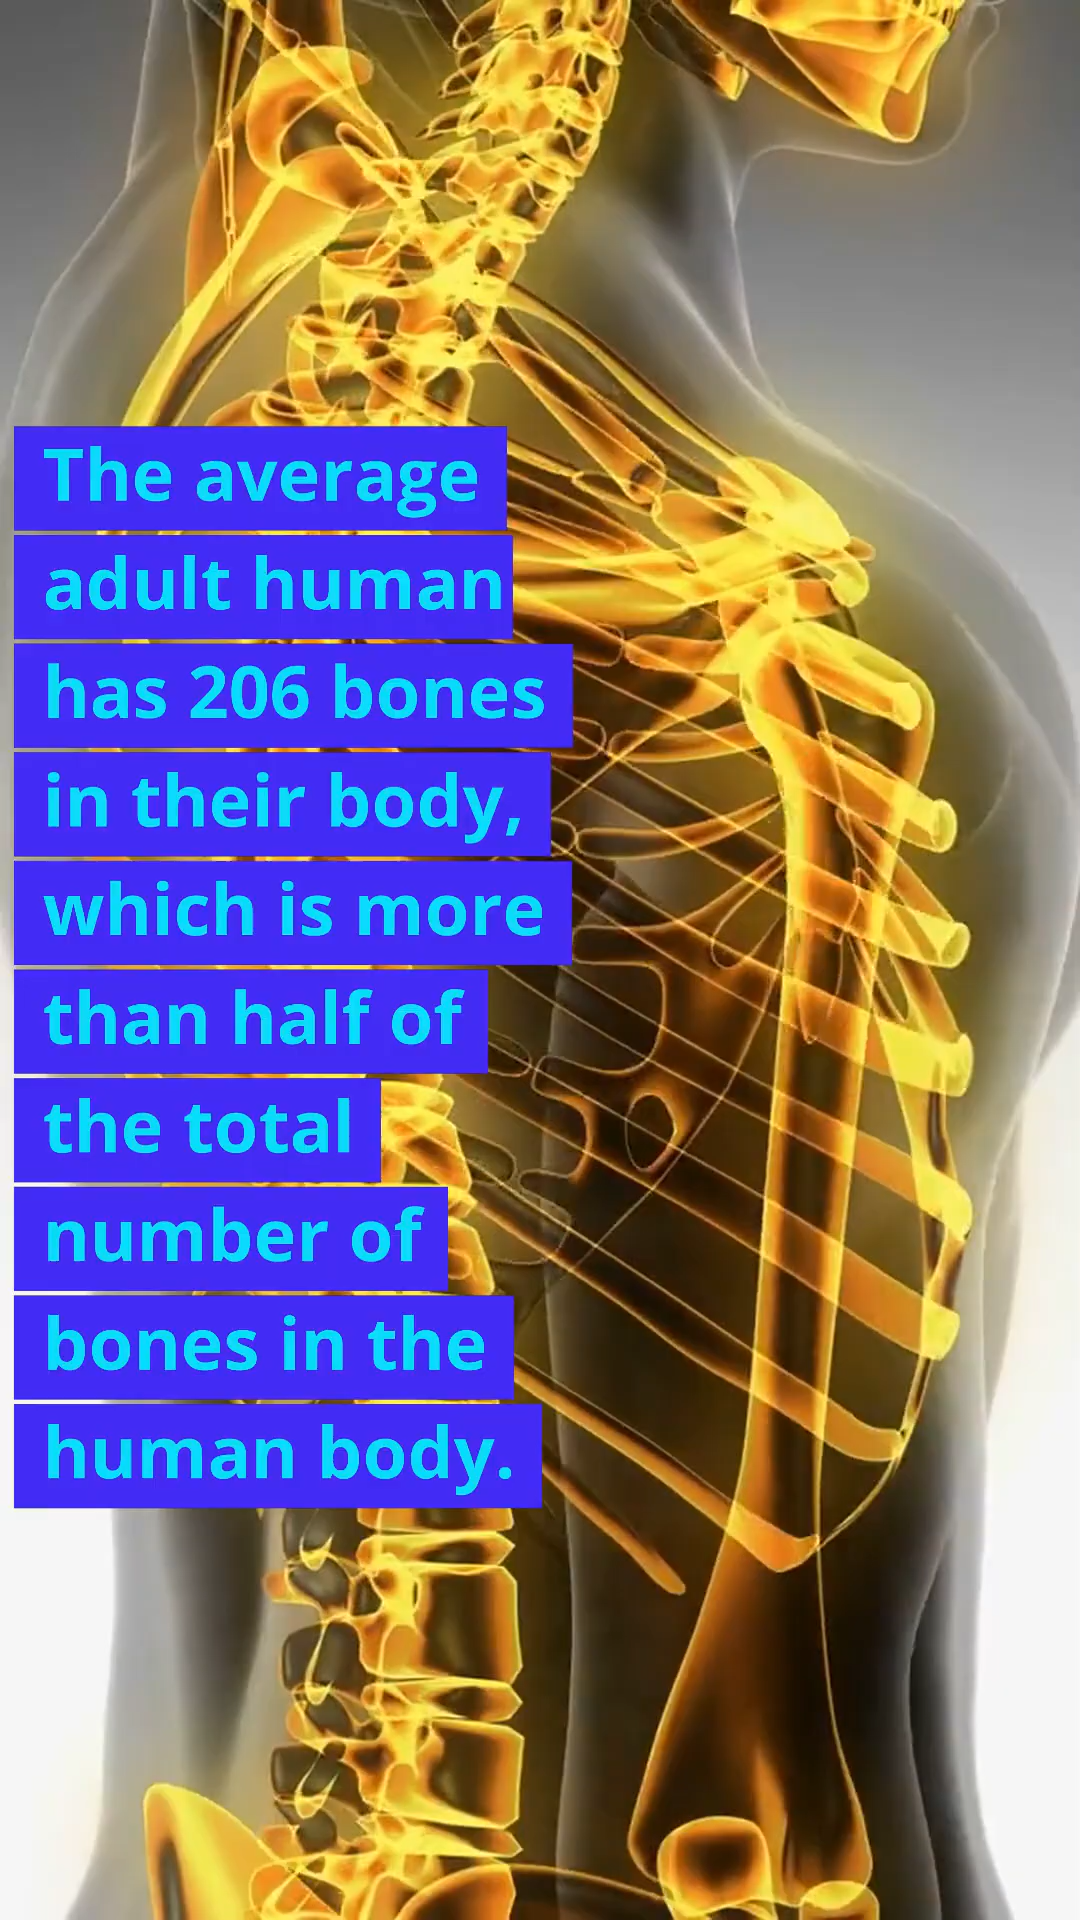 The average
adult human
has 206 bones
in their body,
which is more
than half of
the total
number of
bones in the
human body.